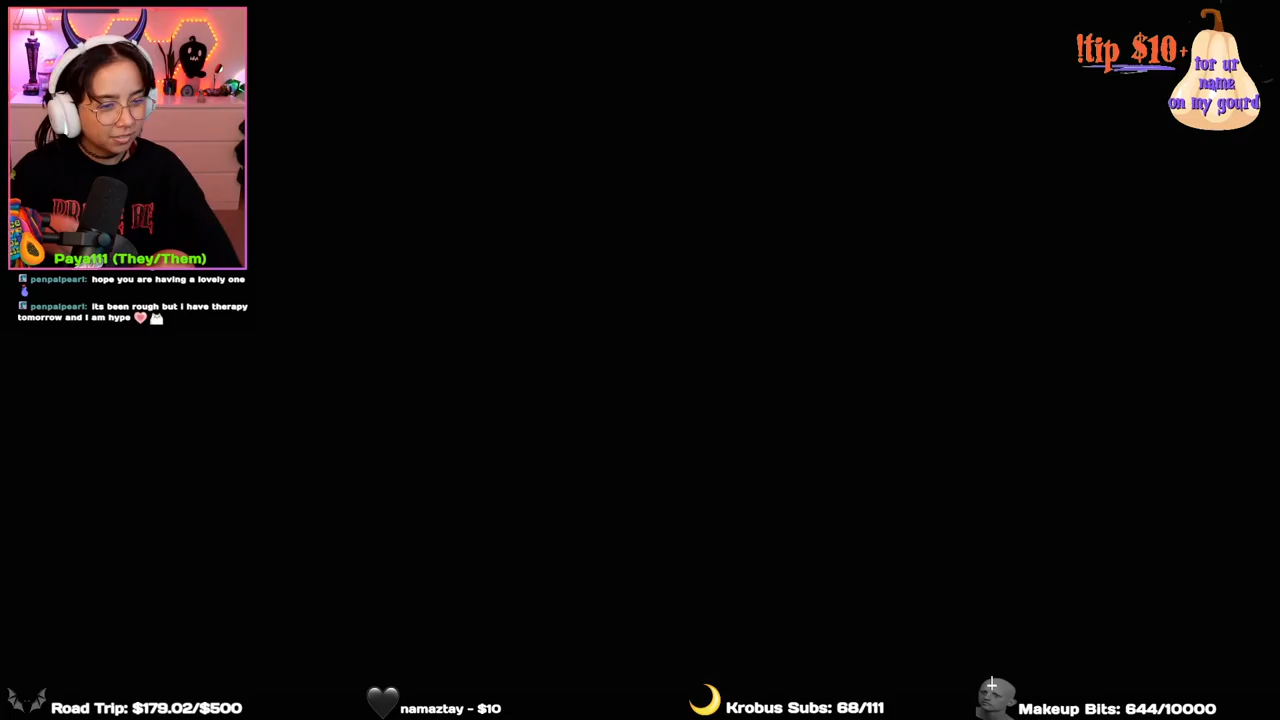 !tip $10+
for ur
name
on my gourd
Paya111 (They/Them)
penpalpearl: hope you are having a lovely one
penpalpearl: its been rough but i have therapy
tomorrow and I am hype
Road Trip: $179.02/$500
namaztay - $10
Krobus Subs: 68/111
Makeup Bits: 644/10000